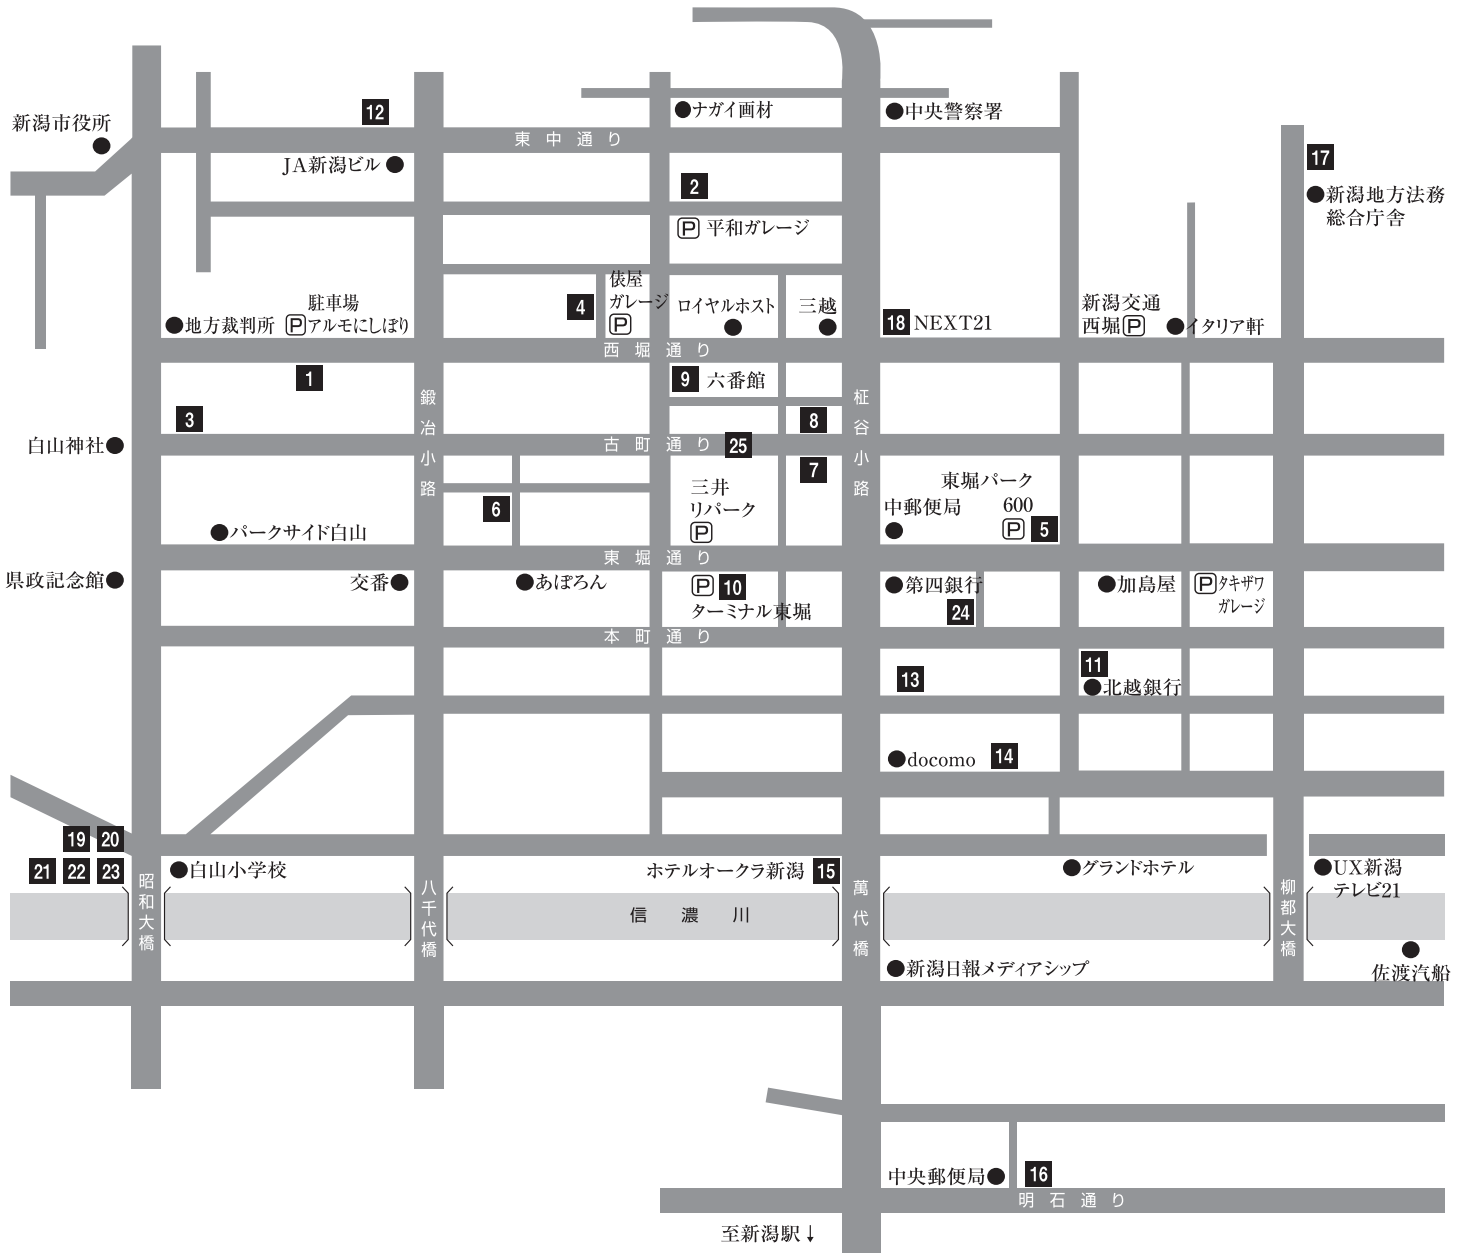 新潟市役所
12
ナガイ画材
中央警察署
東中通り
JA新潟ビル
17
新潟地方法務
総合庁舎
2
P 平和ガレージ
俵屋
ガレージ
P
4
ロイヤルホスト
三越
駐車場
P アルモにしぼり
地方裁判所
18 NEXT21
新潟交通
西堀 P
イタリア軒
西堀通り
1
9 六番館
3
8
鍛冶小路
柾谷小路
白山神社
古町通り
25
7
三井
リパーク
P
6
東堀パーク
600
P 5
中郵便局
パークサイド白山
東堀通り
県政記念館
交番
あぽろん
P 10
ターミナル東堀
第四銀行
24
加島屋
P タキザワ
ガレージ
本町通り
13
11
北越銀行
docomo 14
19 20
21 22 23
白山小学校
ホテルオークラ新潟 15
グランドホテル
UX新潟
テレビ21
昭和大橋
八千代橋
信濃川
萬代橋
柳都大橋
新潟日報メディアシップ
佐渡汽船
中央郵便局
16
明石通り
至新潟駅↓